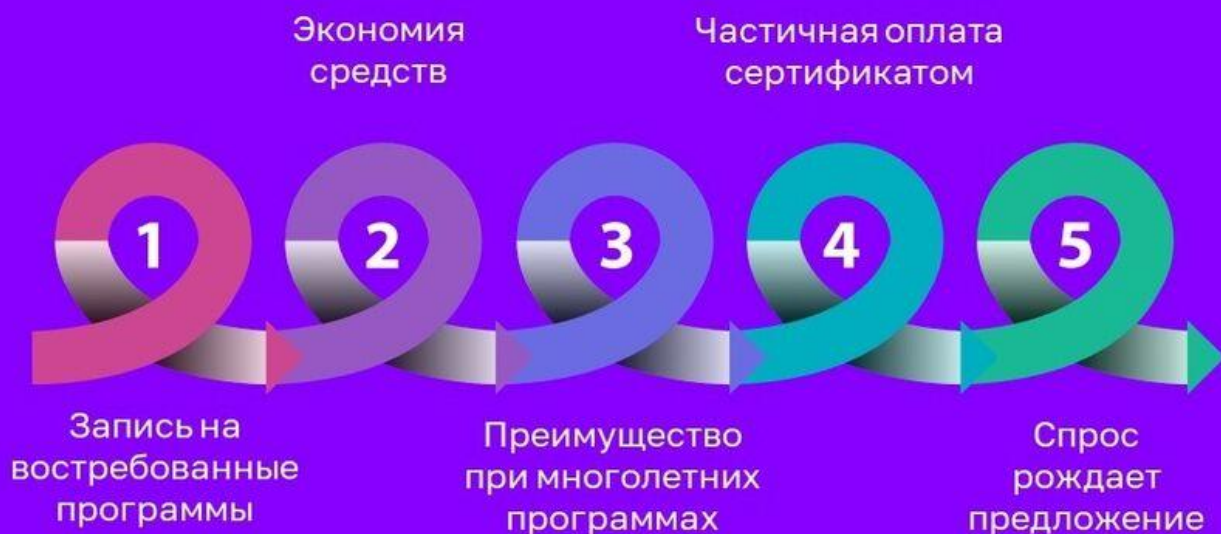 Экономия
средств
Частичная оплата
сертификатом
1
2
3
4
5
Запись на
востребованные
программы
Преимущество
при многолетних
программах
Спрос
рождает
предложение